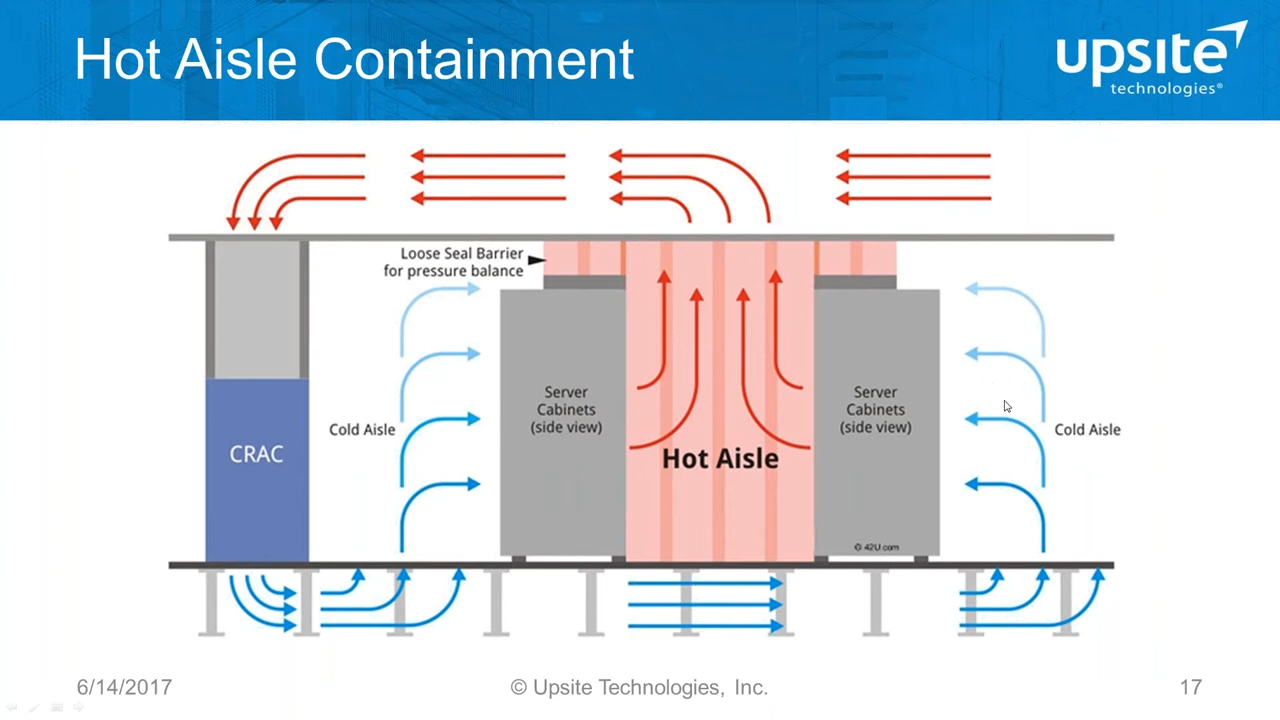 Hot Aisle Containment
upsite
technologies®
Loose Seal Barrier
for pressure balance
Server
Cabinets
(side view)
Server
Cabinets
(side view)
Cold Aisle
Cold Aisle
CRAC
Hot Aisle
© 42U.com
6/14/2017
© Upsite Technologies, Inc.
17